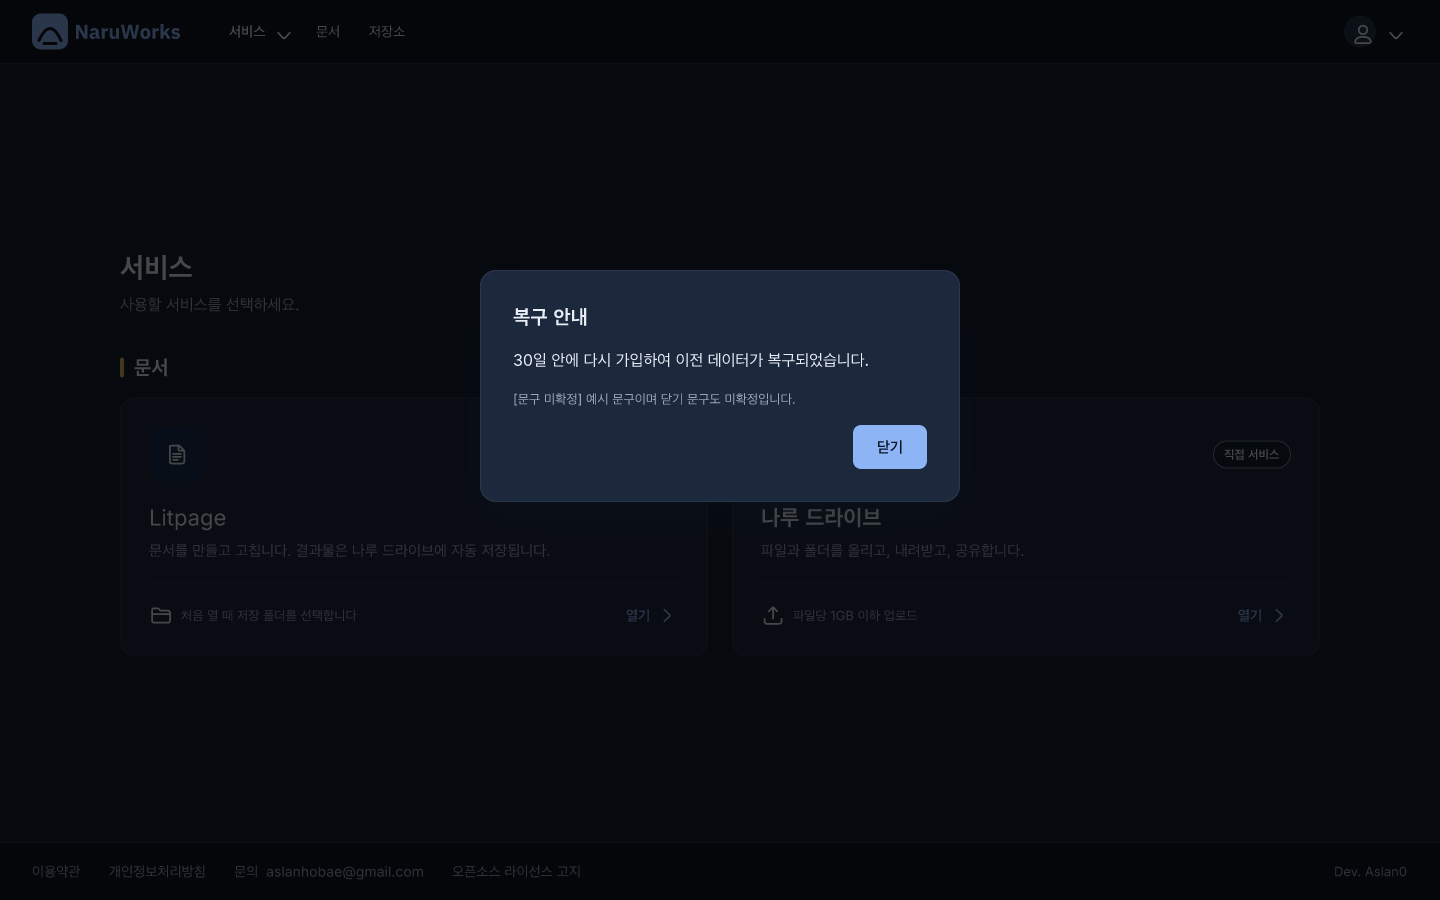 NaruWorks
서비스
문서
저장소
서비스
사용할 서비스를 선택하세요.
문서
복구 안내
30일 안에 다시 가입하여 이전 데이터가 복구되었습니다.
[문구 미확정] 예시 문구이며 닫기 문구도 미확정입니다.
닫기
Litpage
문서를 만들고 고칩니다. 결과물은 나루 드라이브에 자동 저장됩니다.
처음 열 때 저장 폴더를 선택합니다
열기
직접 서비스
나루 드라이브
파일과 폴더를 올리고, 내려받고, 공유합니다.
파일당 1GB 이하 업로드
열기
이용약관
개인정보처리방침
문의 aslanhobae@gmail.com
오픈소스 라이선스 고지
Dev. Aslan0